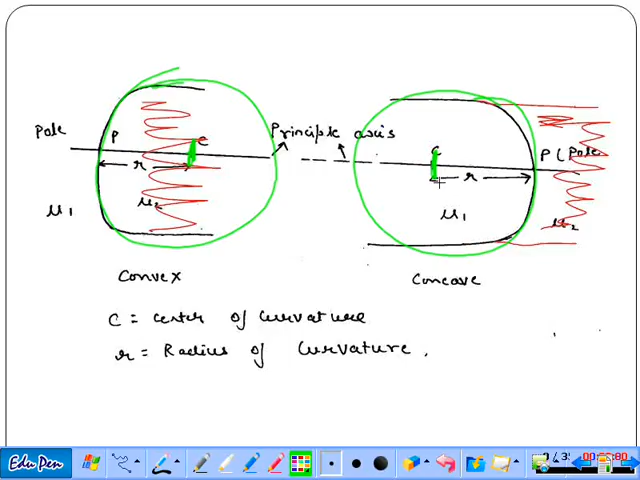 Pole
P
C
Principle axis
r
μ1
μ2
Convex
C
P (Pole
r
μ1
μ2
Concave
C = center of curvature
r = Radius of Curvature.
Edu Pen